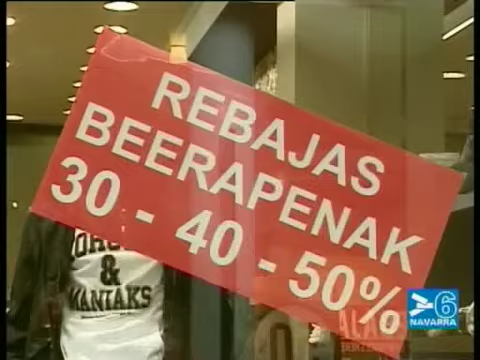 REBAJAS
BEERAPENAK
30 - 40 - 50%
&
MANIAKS
6
NAVARRA